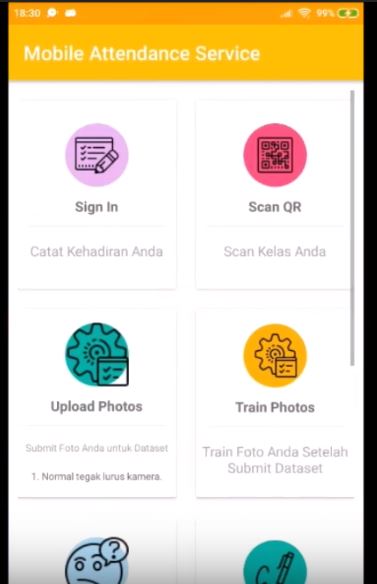 18:30
99%
Mobile Attendance Service
Sign In
Scan QR
Catat Kehadiran Anda
Scan Kelas Anda
Upload Photos
Train Photos
Submit Foto Anda untuk Dataset
1. Normal tegak lurus kamera.
Train Foto Anda Setelah
Submit Dataset